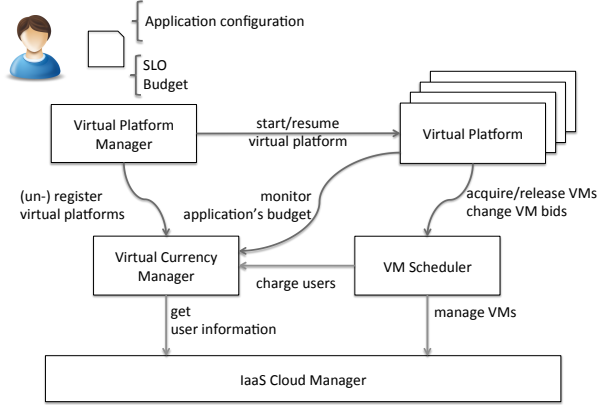 Application configuration
SLO
Budget
Virtual Platform
Manager
start/resume
virtual platform
Virtual Platform
(un-) register
virtual platforms
monitor
application's budget
acquire/release VMs
change VM bids
Virtual Currency
Manager
charge users
VM Scheduler
get
user information
manage VMs
IaaS Cloud Manager